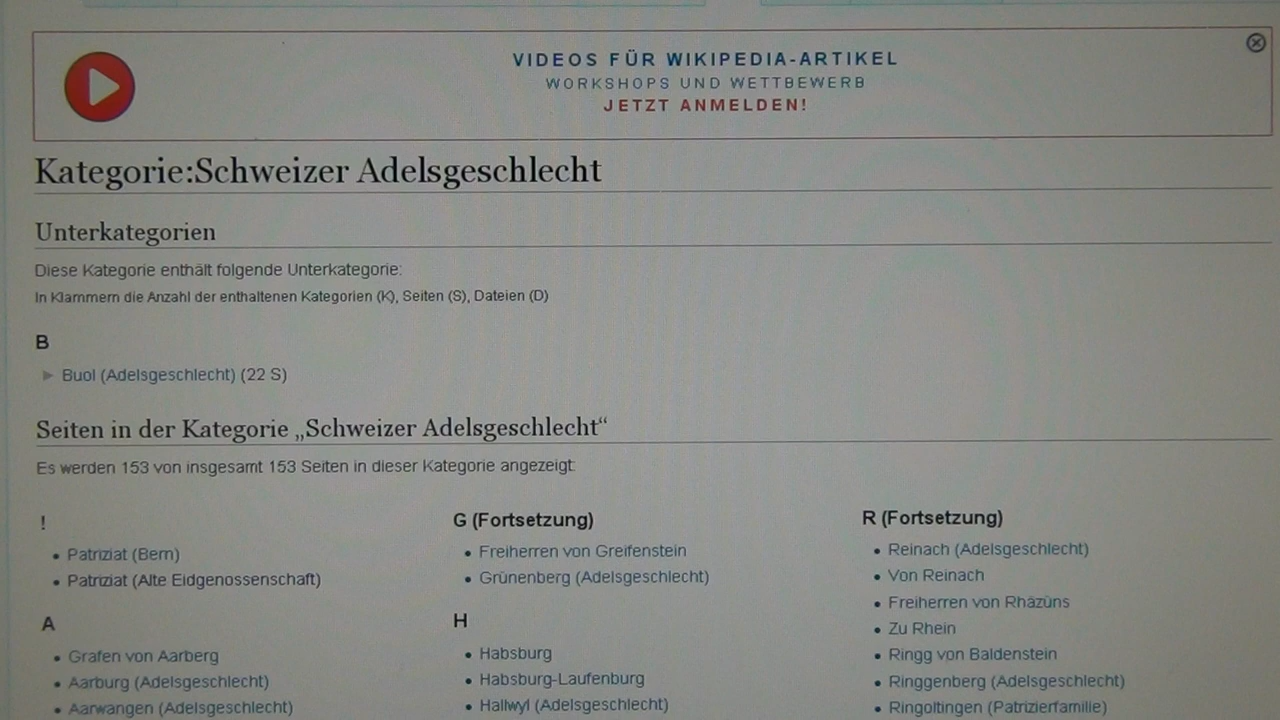 VIDEOS FÜR WIKIPEDIA-ARTIKEL
WORKSHOPS UND WETTBEWERB
JETZT ANMELDEN!
Kategorie:Schweizer Adelsgeschlecht
Unterkategorien
Diese Kategorie enthält folgende Unterkategorie:
In Klammern die Anzahl der enthaltenen Kategorien (K), Seiten (S), Dateien (D)
B
Buol (Adelsgeschlecht) (22 S)
Seiten in der Kategorie „Schweizer Adelsgeschlecht“
Es werden 153 von insgesamt 153 Seiten in dieser Kategorie angezeigt:
!
• Patriziat (Bern)
• Patriziat (Alte Eidgenossenschaft)
A
• Grafen von Aarberg
• Aarburg (Adelsgeschlecht)
• Aarwangen (Adelsgeschlecht)
G (Fortsetzung)
• Freiherren von Greifenstein
• Grünenberg (Adelsgeschlecht)
H
• Habsburg
• Habsburg-Laufenburg
• Hallwyl (Adelsgeschlecht)
R (Fortsetzung)
• Reinach (Adelsgeschlecht)
• Von Reinach
• Freiherren von Rhäzüns
• Zu Rhein
• Ringg von Baldenstein
• Ringgenberg (Adelsgeschlecht)
• Ringoltingen (Patrizierfamilie)